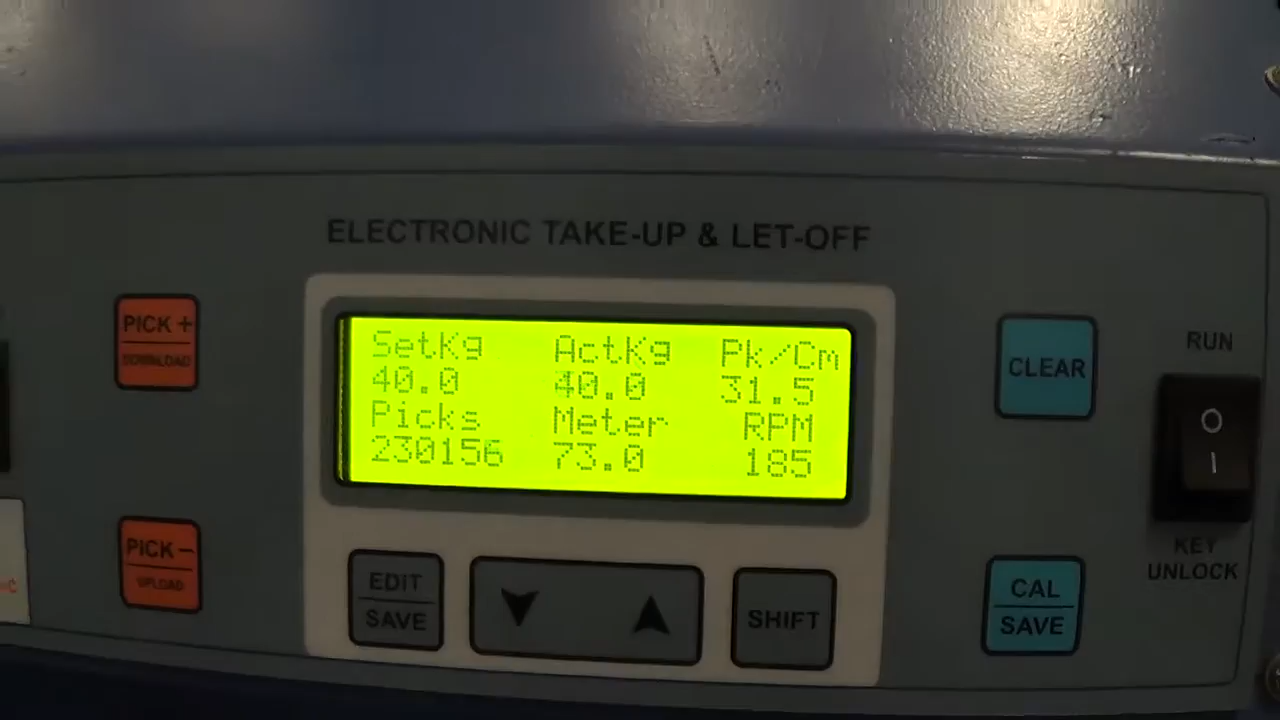 ELECTRONIC TAKE-UP & LET-OFF
PICK +
DOWNLOAD
SetKg ActKg Pk/Cm
40.0 40.0 31.5
Picks Meter RPM
230156 73.0 185
CLEAR
RUN
O
I
KEY
UNLOCK
PICK -
UPLOAD
EDIT
SAVE
SHIFT
CAL
SAVE